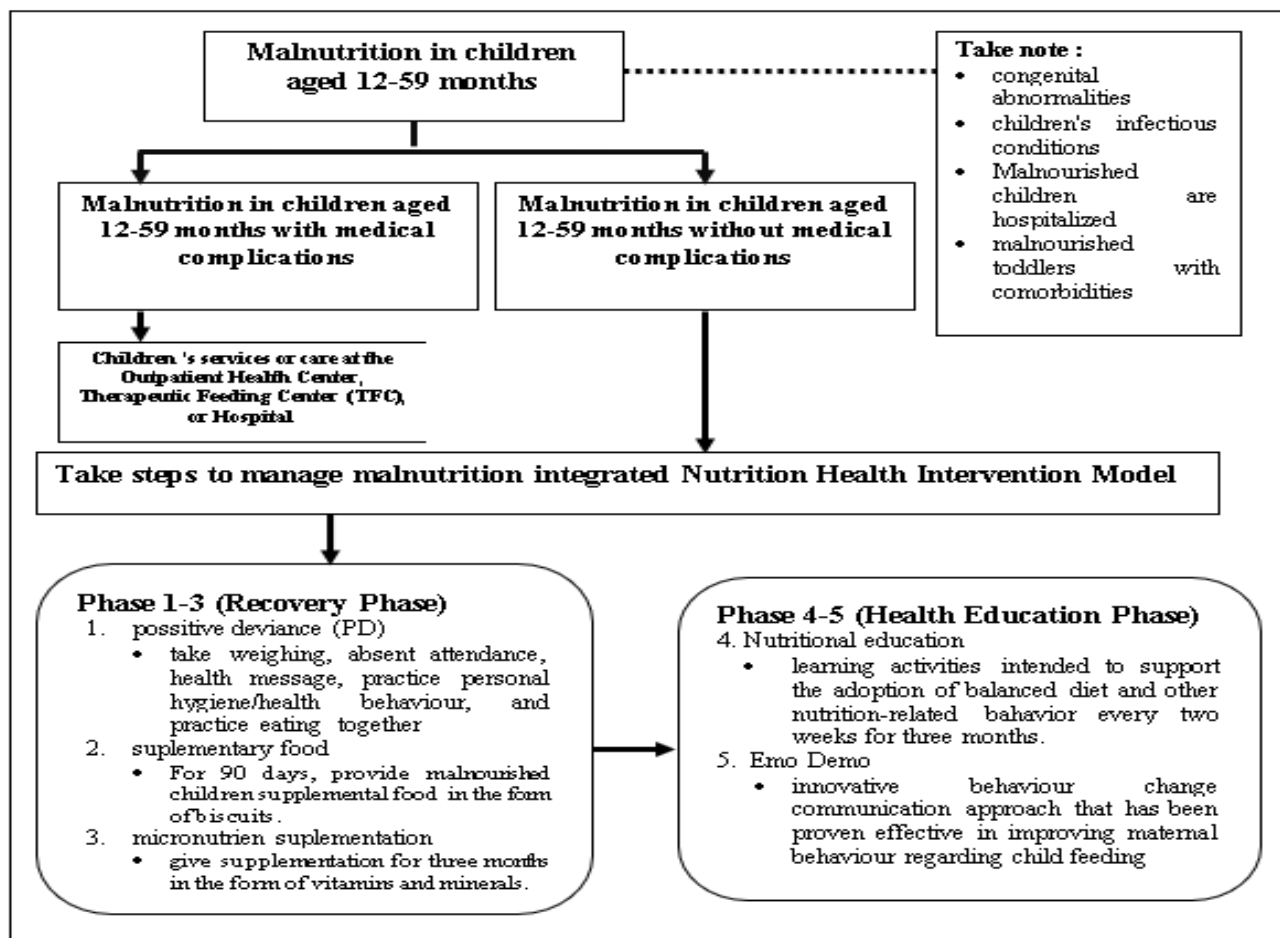 Malnutrition in children
aged 12-59 months
Take note :
• congenital
abnormalities
• children's infectious
conditions
• Malnourished
children are
hospitalized
• malnourished
toddlers with
comorbidities
Malnutrition in children aged
12-59 months with medical
complications
Malnutrition in children aged
12-59 months without medical
complications
Children 's services or care at the
Outpatient Health Center,
Therapeutic Feeding Center (TFC),
or Hospital
Take steps to manage malnutrition integrated Nutrition Health Intervention Model
Phase 1-3 (Recovery Phase)
1. possitive deviance (PD)
• take weighing, absent attendance,
health message, practice personal
hygiene/health behaviour, and
practice eating together
2. suplementary food
• For 90 days, provide malnourished
children supplemental food in the form
of biscuits.
3. micronutrien suplementation
• give supplementation for three months
in the form of vitamins and minerals.
Phase 4-5 (Health Education Phase)
4. Nutritional education
• learning activities intended to support
the adoption of balanced diet and other
nutrition-related bahavior every two
weeks for three months.
5. Emo Demo
• innovative behaviour change
communication approach that has been
proven effective in improving maternal
behaviour regarding child feeding